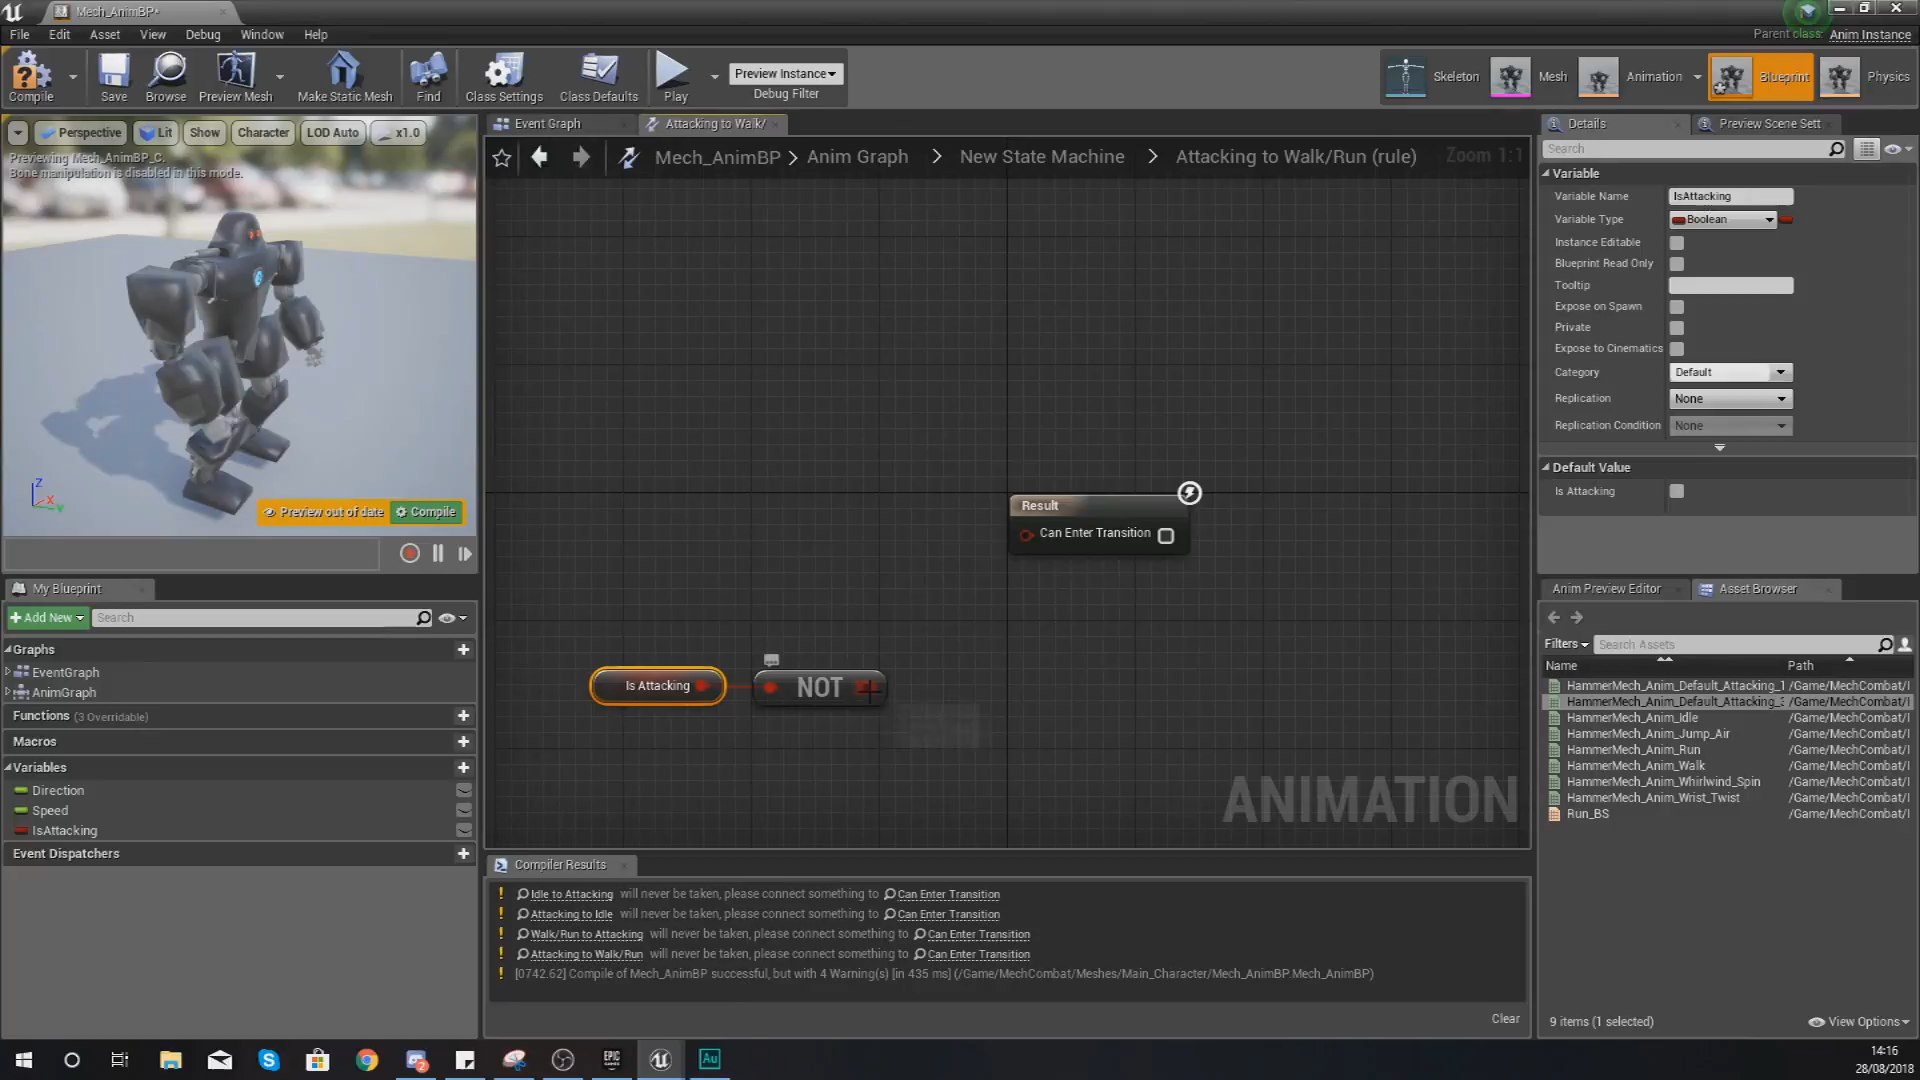 Mech_AnimBP*
File Edit Asset View Debug Window Help
Parent class: Anim Instance
Compile
Save
Browse
Preview Mesh
Make Static Mesh
Find
Class Settings
Class Defaults
Play
Preview Instance
Debug Filter
Skeleton
Mesh
Animation
Blueprint
Physics
Perspective Lit Show Character LOD Auto x1.0
Previewing Mech_AnimBP_C.
Bone manipulation is disabled in this mode.
Z
X
Y
Preview out of date Compile
Event Graph
Attacking to Walk/
Mech_AnimBP > Anim Graph > New State Machine > Attacking to Walk/Run (rule)
Zoom 1:1
Result
Can Enter Transition
Is Attacking
NOT
ANIMATION
My Blueprint
Add New
Search
Graphs
EventGraph
AnimGraph
Functions (3 Overridable)
Macros
Variables
Direction
Speed
IsAttacking
Event Dispatchers
Compiler Results
Idle to Attacking will never be taken, please connect something to Can Enter Transition
Attacking to Idle will never be taken, please connect something to Can Enter Transition
Walk/Run to Attacking will never be taken, please connect something to Can Enter Transition
Attacking to Walk/Run will never be taken, please connect something to Can Enter Transition
[0742.62] Compile of Mech_AnimBP successful, but with 4 Warning(s) [in 435 ms] (/Game/MechCombat/Meshes/Main_Character/Mech_AnimBP.Mech_AnimBP)
Clear
Details
Preview Scene Sett
Search
Variable
Variable Name IsAttacking
Variable Type Boolean
Instance Editable
Blueprint Read Only
Tooltip
Expose on Spawn
Private
Expose to Cinematics
Category Default
Replication None
Replication Condition None
Default Value
Is Attacking
Anim Preview Editor
Asset Browser
Filters
Search Assets
Name Path
HammerMech_Anim_Default_Attacking_1 /Game/MechCombat/
HammerMech_Anim_Default_Attacking_ /Game/MechCombat/
HammerMech_Anim_Idle /Game/MechCombat/
HammerMech_Anim_Jump_Air /Game/MechCombat/
HammerMech_Anim_Run /Game/MechCombat/
HammerMech_Anim_Walk /Game/MechCombat/
HammerMech_Anim_Whirlwind_Spin /Game/MechCombat/
HammerMech_Anim_Wrist_Twist /Game/MechCombat/
Run_BS /Game/MechCombat/
9 items (1 selected)
View Options
2
EPIC GAMES
Au
14:16
28/08/2018